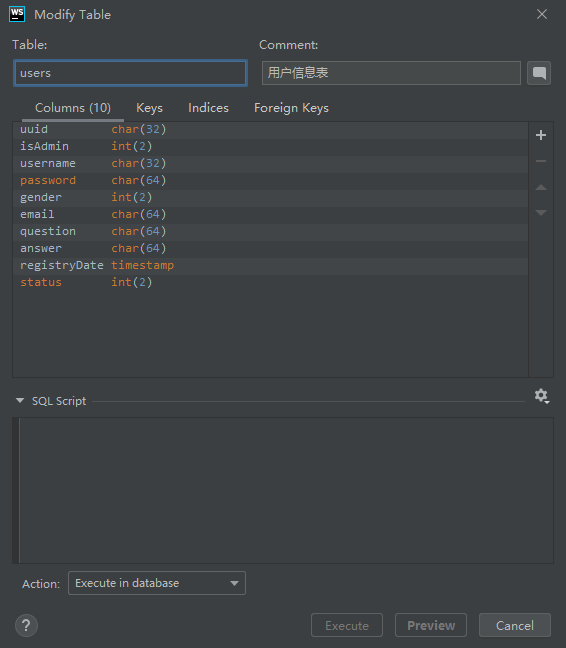 WS Modify Table
Table: Comment:
users 用户信息表
Columns (10) Keys Indices Foreign Keys
uuid char(32)
isAdmin int(2)
username char(32)
password char(64)
gender int(2)
email char(64)
question char(64)
answer char(64)
registryDate timestamp
status int(2)
SQL Script
Action: Execute in database
? Execute Preview Cancel